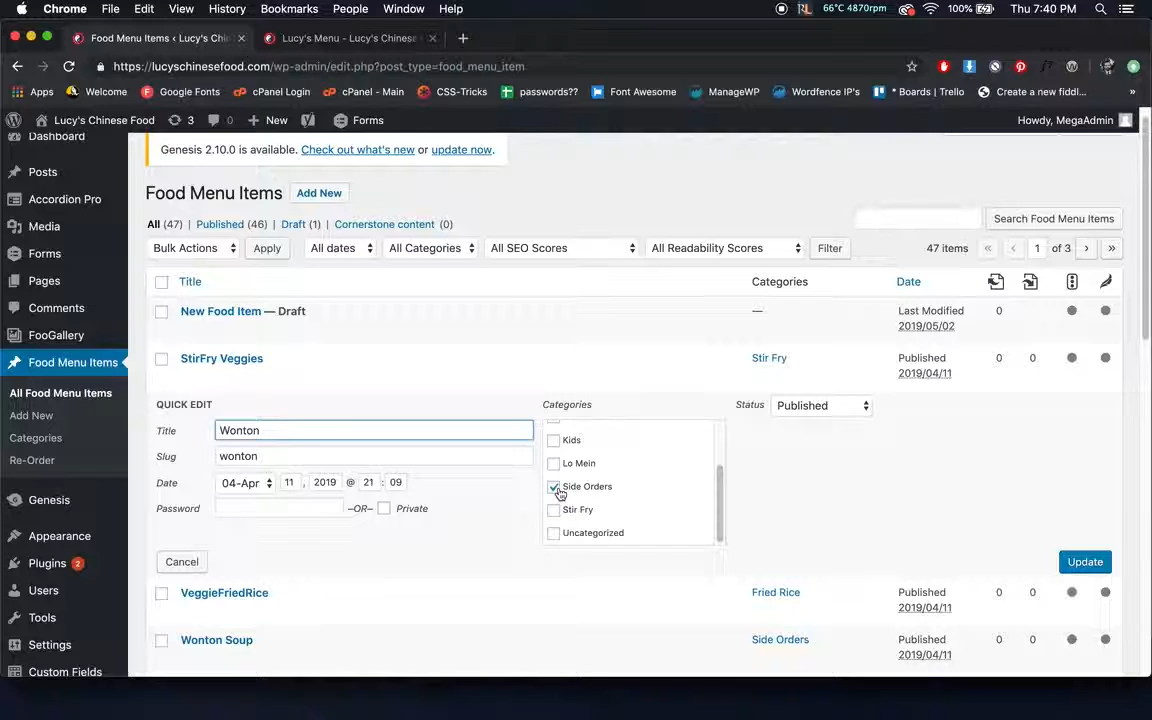 Chrome File Edit View History Bookmarks People Window Help 66°C 4870rpm 100% Thu 7:40 PM
Food Menu Items ‹ Lucy's Chi Lucy's Menu - Lucy's Chinese
https://lucyschinesefood.com/wp-admin/edit.php?post_type=food_menu_item
Apps Welcome Google Fonts cPanel Login cPanel - Main CSS-Tricks passwords?? Font Awesome ManageWP Wordfence IP's * Boards | Trello Create a new fiddl... »
Lucy's Chinese Food 3 0 + New Forms Howdy, MegaAdmin
Dashboard
Genesis 2.10.0 is available. Check out what's new or update now.
Posts
Accordion Pro
Media
Forms
Pages
Comments
FooGallery
Food Menu Items
All Food Menu Items
Add New
Categories
Re-Order
Genesis
Appearance
Plugins 2
Users
Tools
Settings
Custom Fields
Food Menu Items Add New
All (47) | Published (46) | Draft (1) | Cornerstone content (0)
Search Food Menu Items
Bulk Actions Apply All dates All Categories All SEO Scores All Readability Scores Filter 47 items « ‹ 1 of 3 › »
Title Categories Date
New Food Item — Draft — Last Modified 0
2019/05/02
StirFry Veggies Stir Fry Published 0 0
2019/04/11
QUICK EDIT Categories Status Published
Title Wonton
Slug wonton
Date 04-Apr 11 , 2019 @ 21 : 09
Password –OR– Private
Kids
Lo Mein
Side Orders
Stir Fry
Uncategorized
Cancel Update
VeggieFriedRice Fried Rice Published 0 0
2019/04/11
Wonton Soup Side Orders Published 0 0
2019/04/11